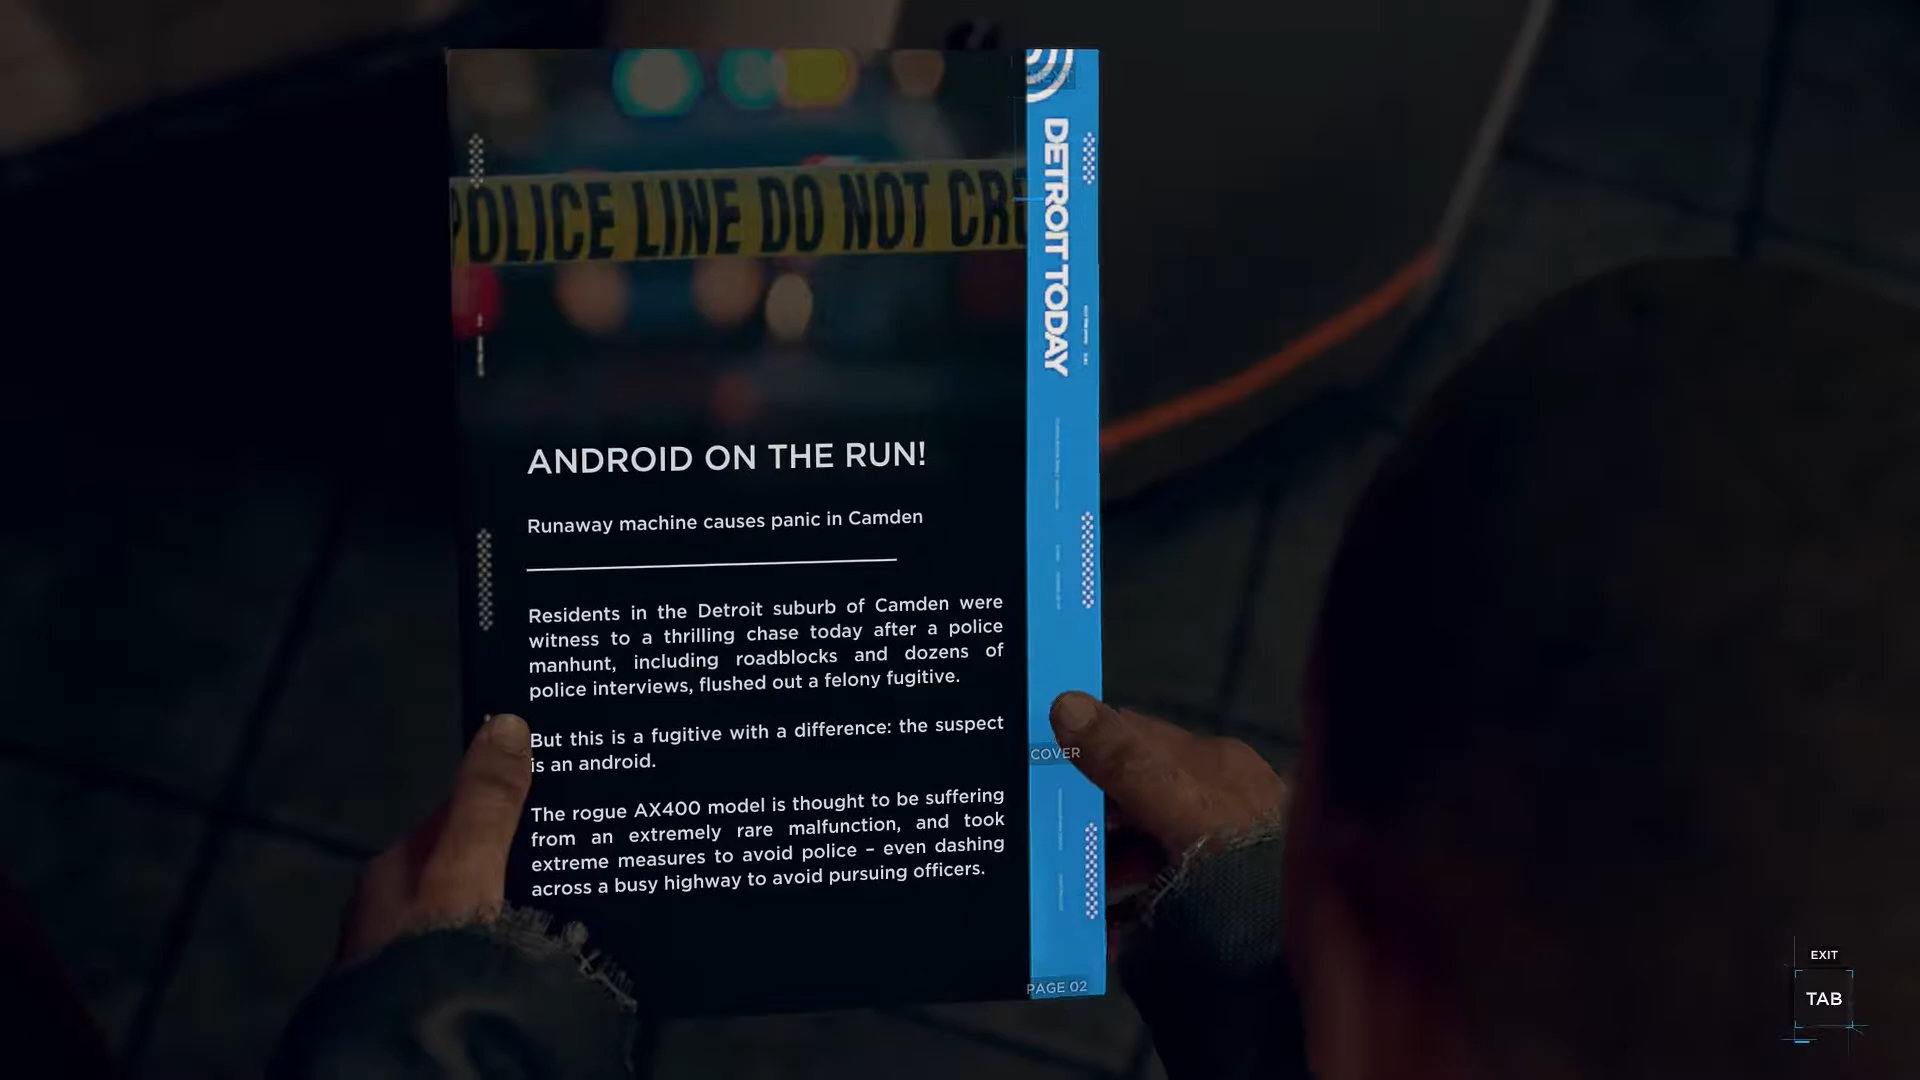 POLICE LINE DO NOT CRO
NEXT
DETROIT TODAY
ANDROID ON THE RUN!
Runaway machine causes panic in Camden
Residents in the Detroit suburb of Camden were
witness to a thrilling chase today after a police
manhunt, including roadblocks and dozens of
police interviews, flushed out a felony fugitive.
But this is a fugitive with a difference: the suspect
is an android.
The rogue AX400 model is thought to be suffering
from an extremely rare malfunction, and took
extreme measures to avoid police – even dashing
across a busy highway to avoid pursuing officers.
COVER
PAGE 02
EXIT
TAB